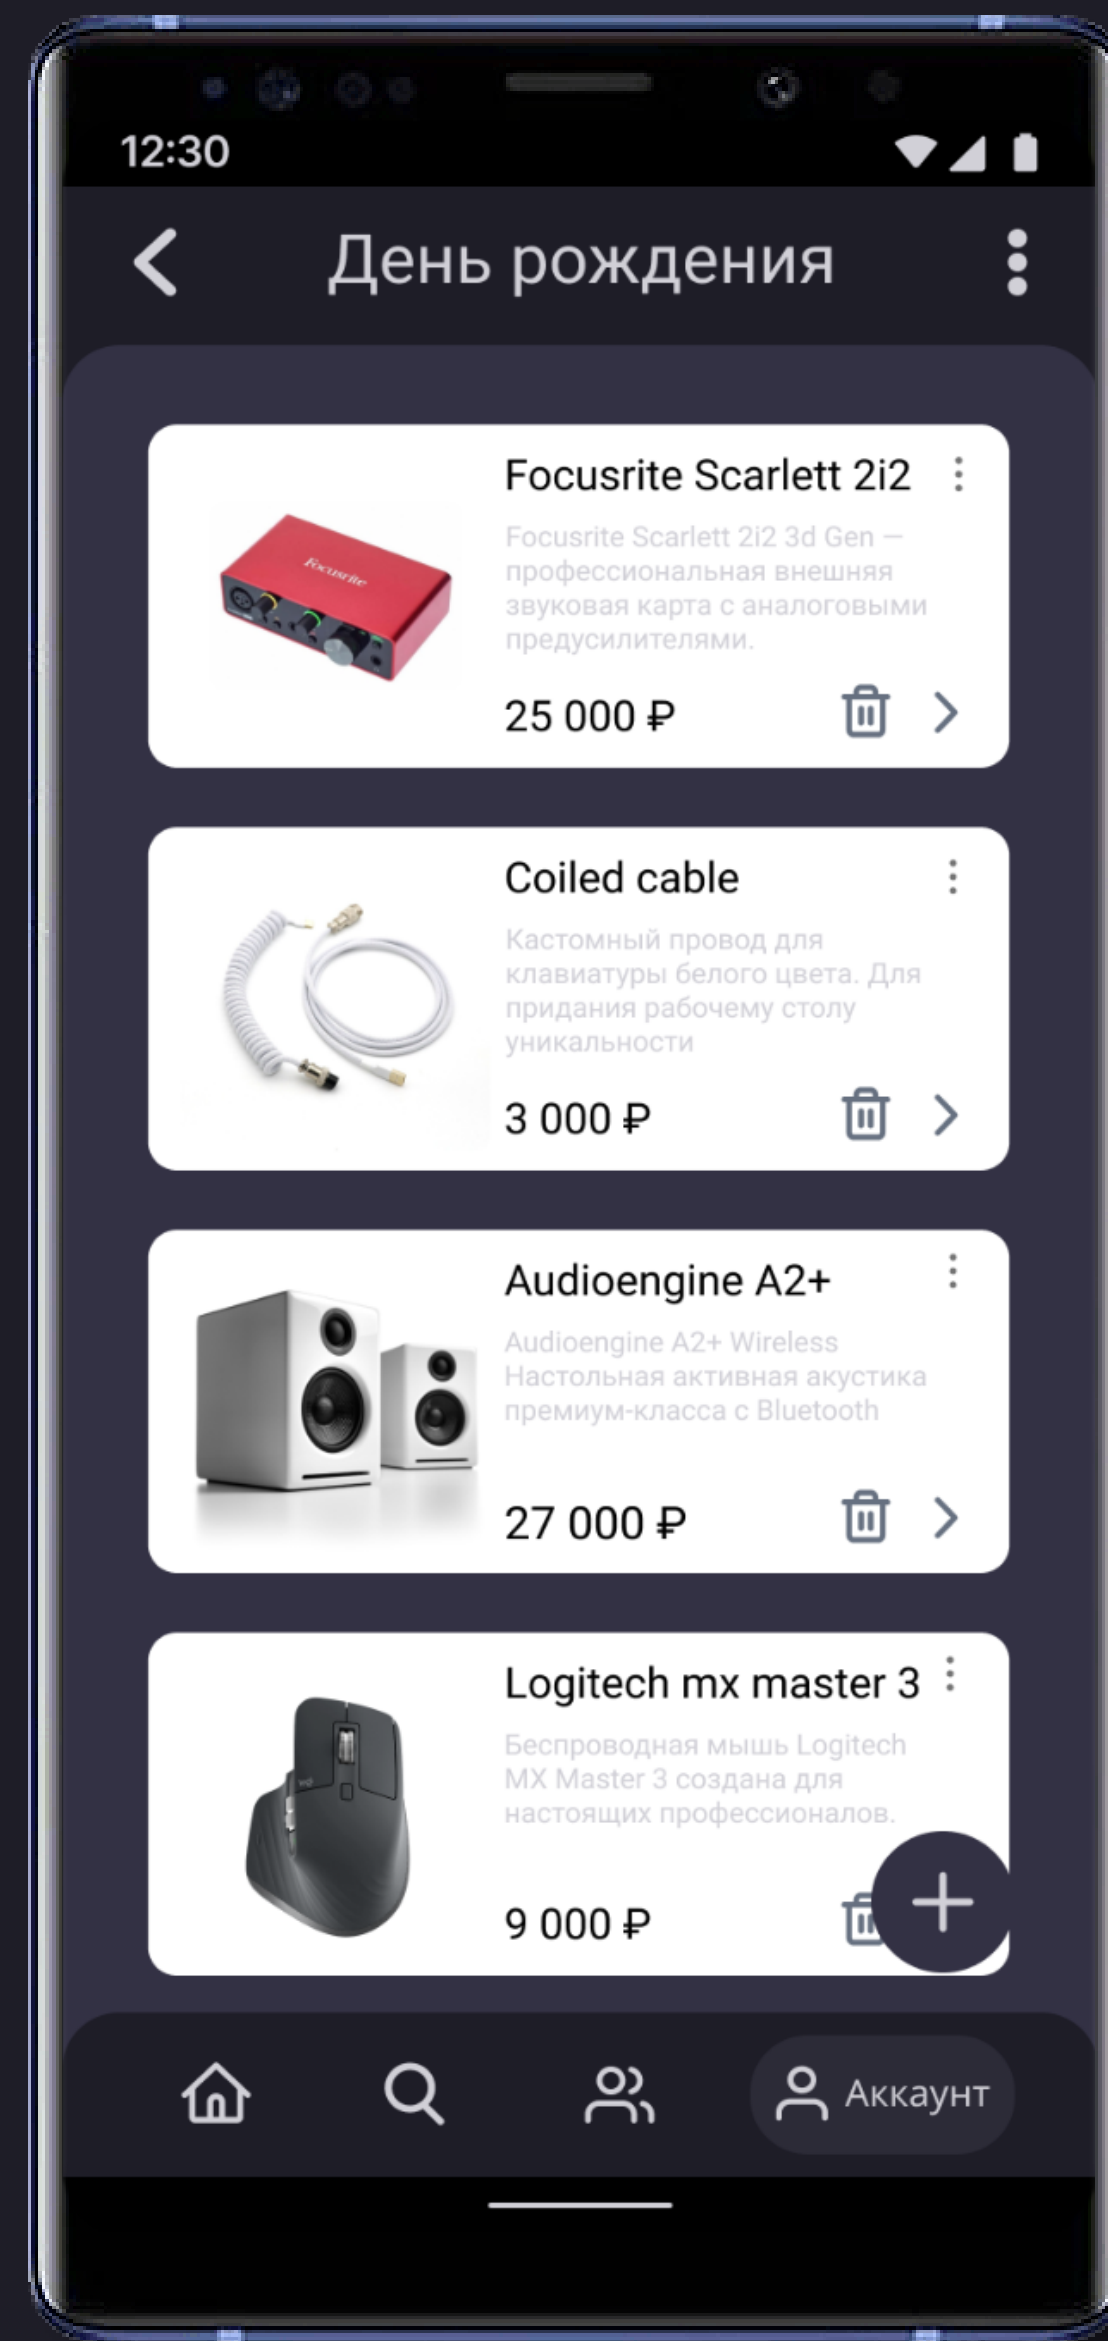 12:30
День рождения
Focusrite Scarlett 2i2
Focusrite
Focusrite Scarlett 2i2 3d Gen —
профессиональная внешняя
звуковая карта с аналоговыми
предусилителями.
25 000 ₽
Coiled cable
Кастомный провод для
клавиатуры белого цвета. Для
придания рабочему столу
уникальности
3 000 ₽
Audioengine A2+
Audioengine A2+ Wireless
Настольная активная акустика
премиум-класса с Bluetooth
27 000 ₽
Logitech mx master 3
Беспроводная мышь Logitech
MX Master 3 создана для
настоящих профессионалов.
9 000 ₽
Аккаунт